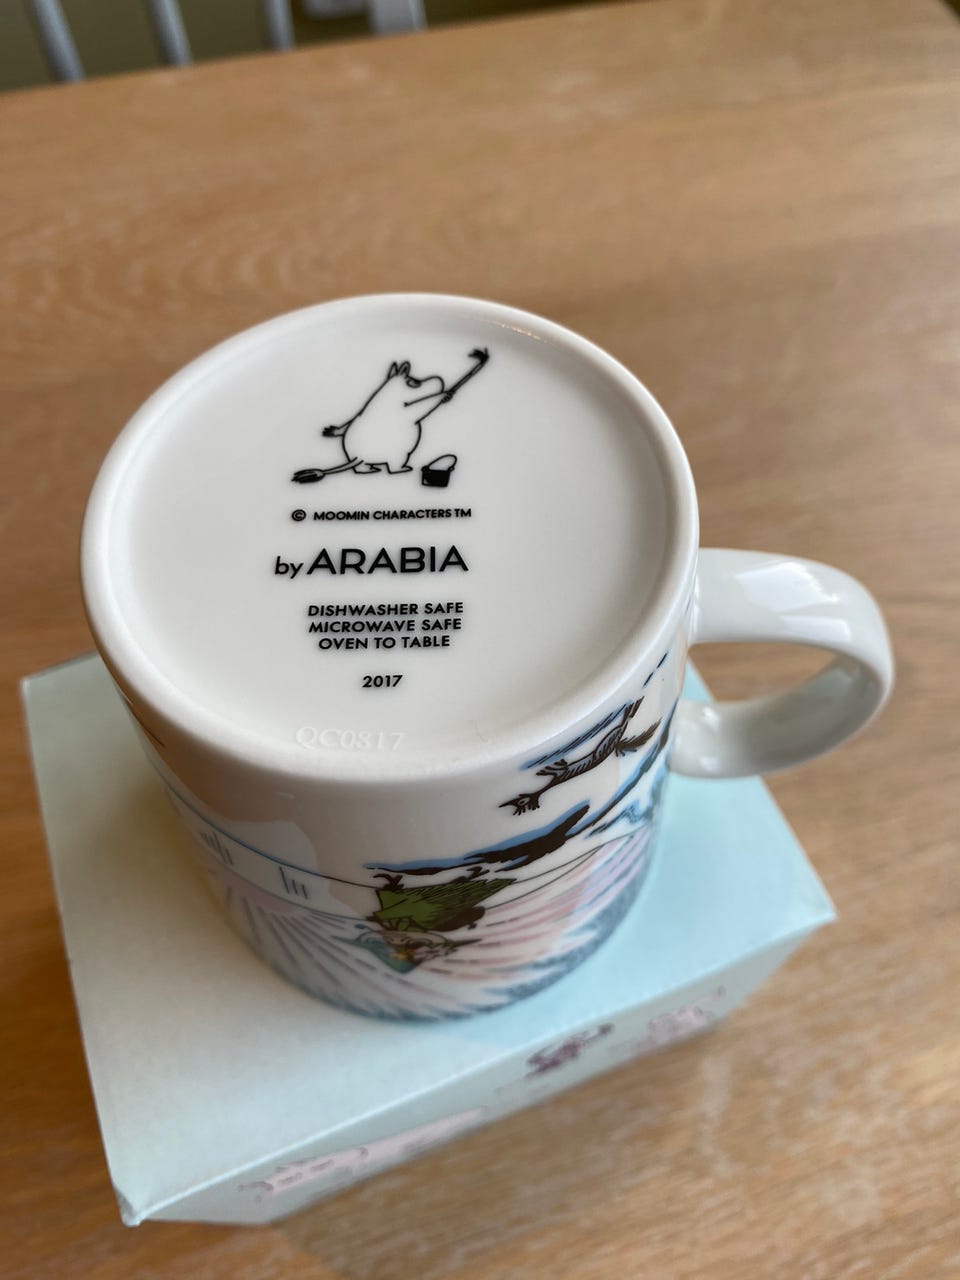 © MOOMIN CHARACTERS TM
by ARABIA
DISHWASHER SAFE
MICROWAVE SAFE
OVEN TO TABLE
2017
QC0817